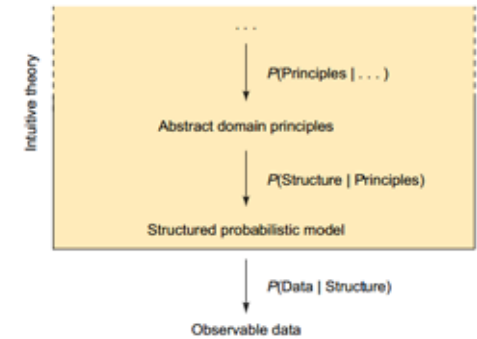 . . .
P(Principles | . . . )
Intuitive theory
Abstract domain principles
P(Structure | Principles)
Structured probabilistic model
P(Data | Structure)
Observable data